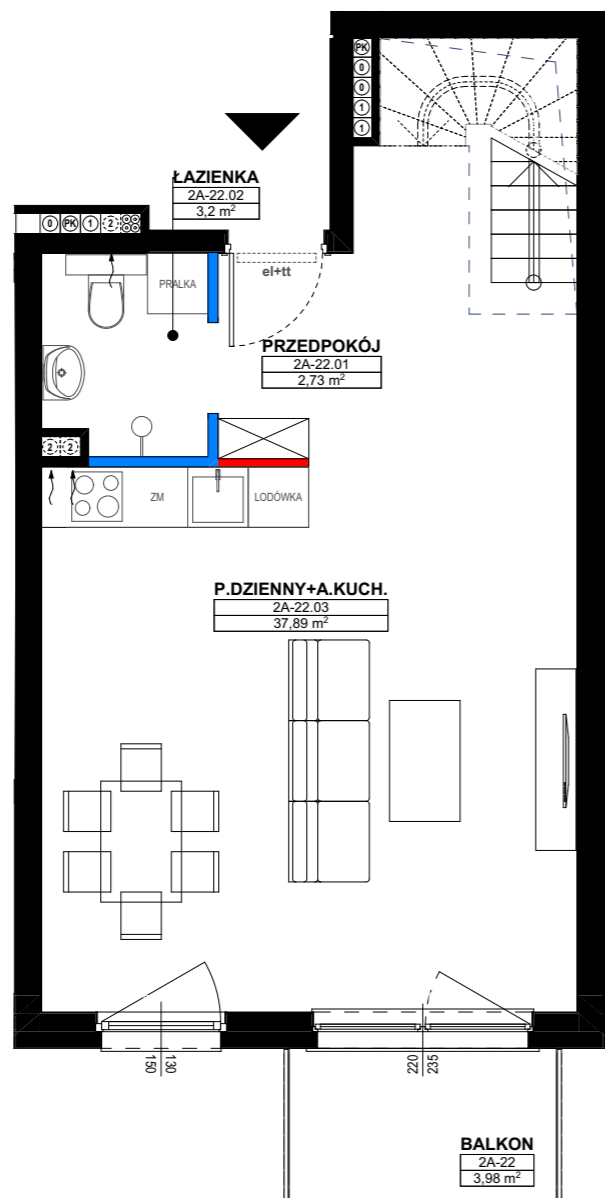 PK
0
0
1
1
ŁAZIENKA
2A-22.02
3,2 m²
0 PK 1 2
el+tt
PRALKA
PRZEDPOKÓJ
2A-22.01
2,73 m²
2 2
ZM
LODÓWKA
P.DZIENNY+A.KUCH.
2A-22.03
37,89 m²
150 130
220 235
BALKON
2A-22
3,98 m²